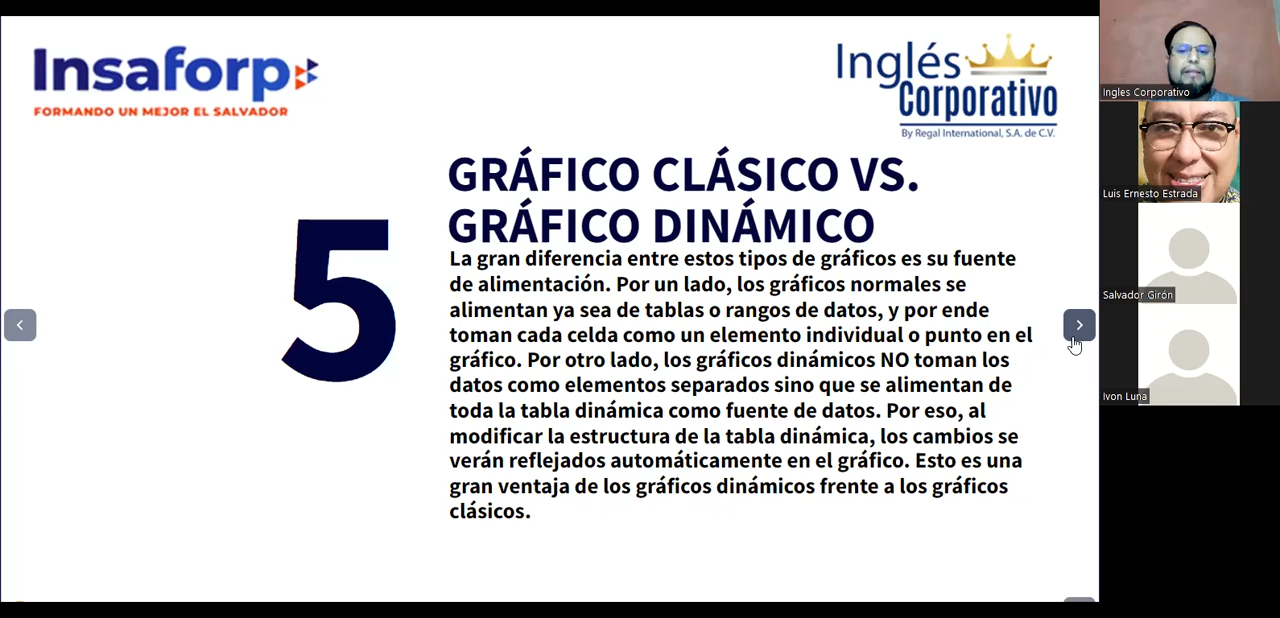 Insaforp
FORMANDO UN MEJOR EL SALVADOR
Inglés
Corporativo
By Regal International, S.A. de C.V.
GRÁFICO CLÁSICO VS.
GRÁFICO DINÁMICO
5
La gran diferencia entre estos tipos de gráficos es su fuente
de alimentación. Por un lado, los gráficos normales se
alimentan ya sea de tablas o rangos de datos, y por ende
toman cada celda como un elemento individual o punto en el
gráfico. Por otro lado, los gráficos dinámicos NO toman los
datos como elementos separados sino que se alimentan de
toda la tabla dinámica como fuente de datos. Por eso, al
modificar la estructura de la tabla dinámica, los cambios se
verán reflejados automáticamente en el gráfico. Esto es una
gran ventaja de los gráficos dinámicos frente a los gráficos
clásicos.
Ingles Corporativo
Luis Ernesto Estrada
Salvador Girón
Ivon Luna